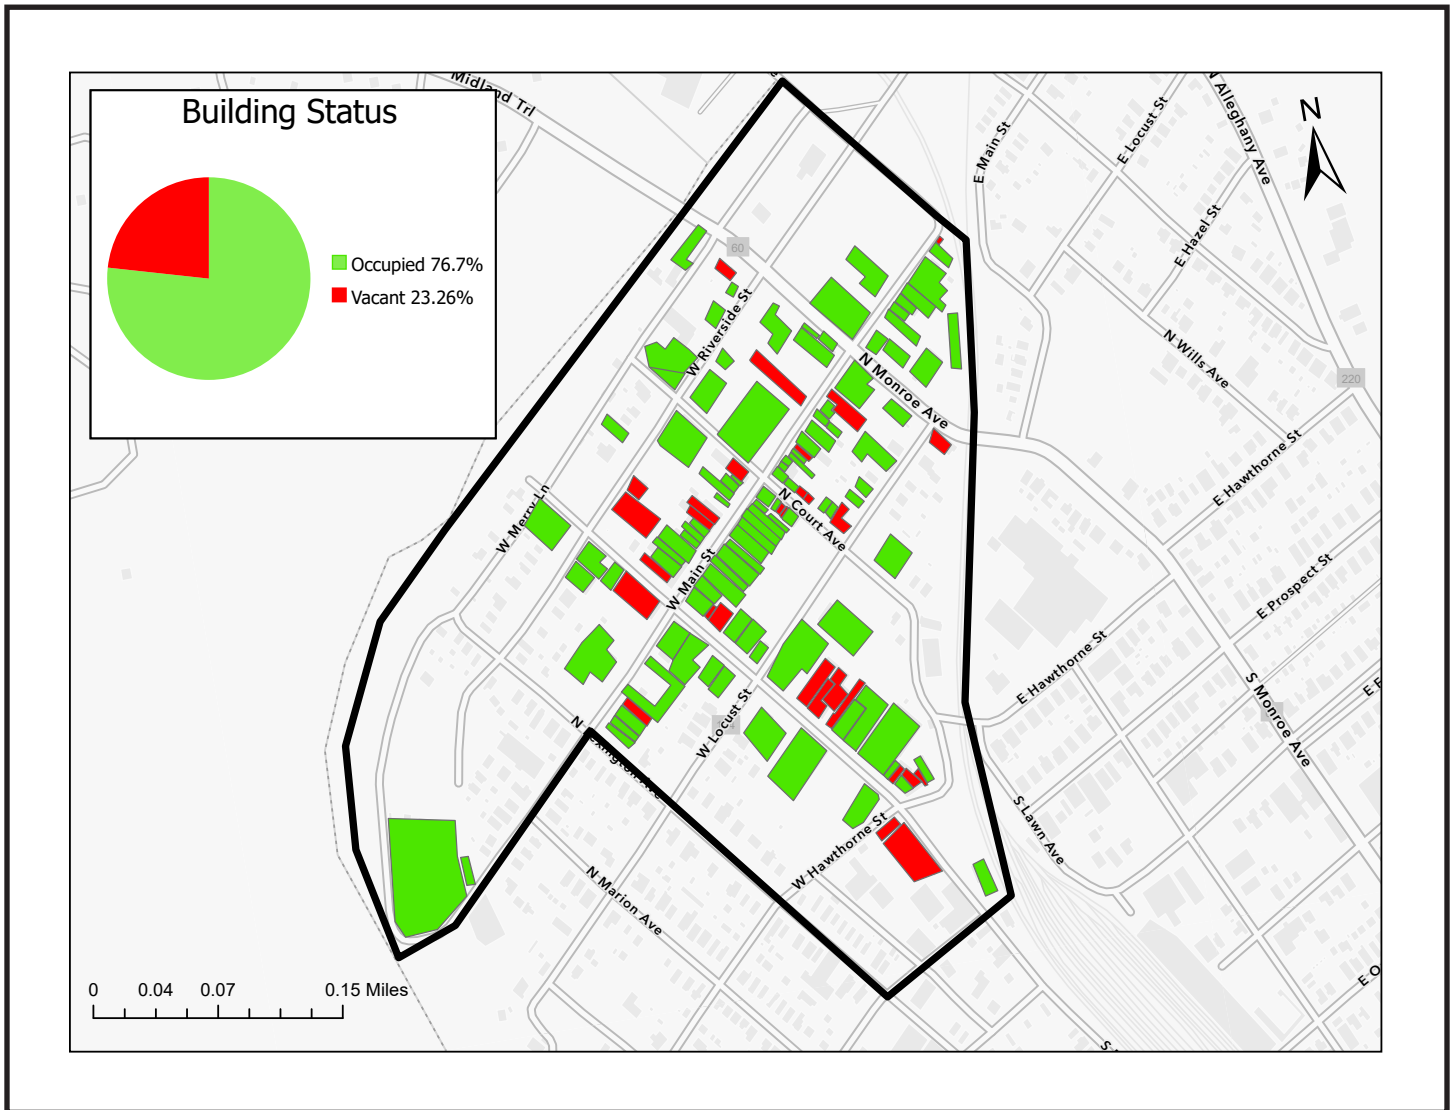 Building Status
Occupied 76.7%
Vacant 23.26%
Midland Trl
N
N Alleghany Ave
E Locust St
E Main St
E Hazel St
60
W Riverside St
N Wills Ave
220
N Monroe Ave
E Hawthorne St
W Merry Ln
N Court Ave
W Main St
E Prospect St
E Hawthorne St
S Monroe Ave
W Locust St
S Lawn Ave
W Hawthorne St
N Marion Ave
0 0.04 0.07 0.15 Miles